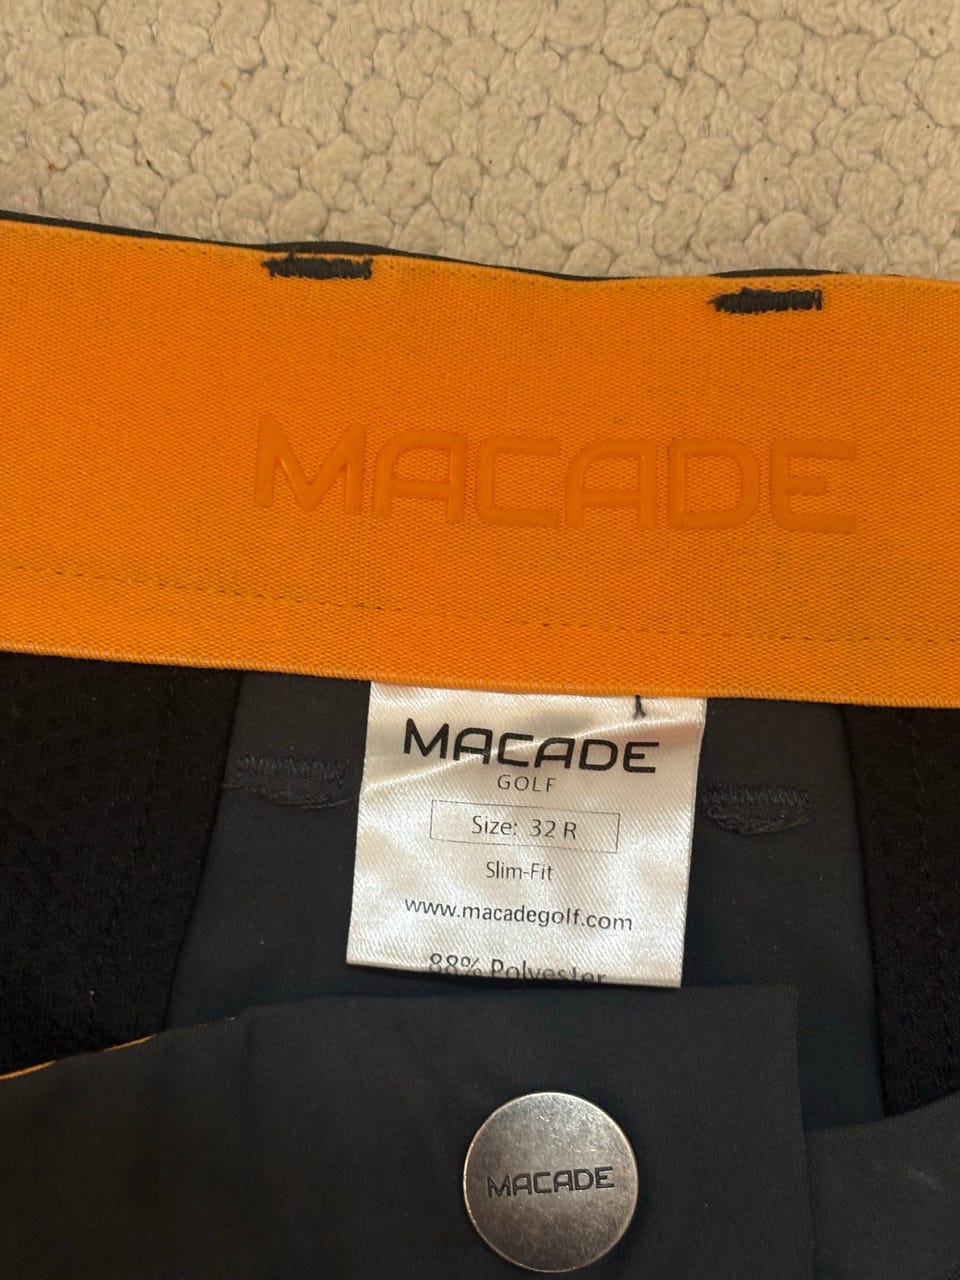 MACADE
MACADE
GOLF
Size: 32 R
Slim-Fit
www.macadegolf.com
88% Polyester
MACADE